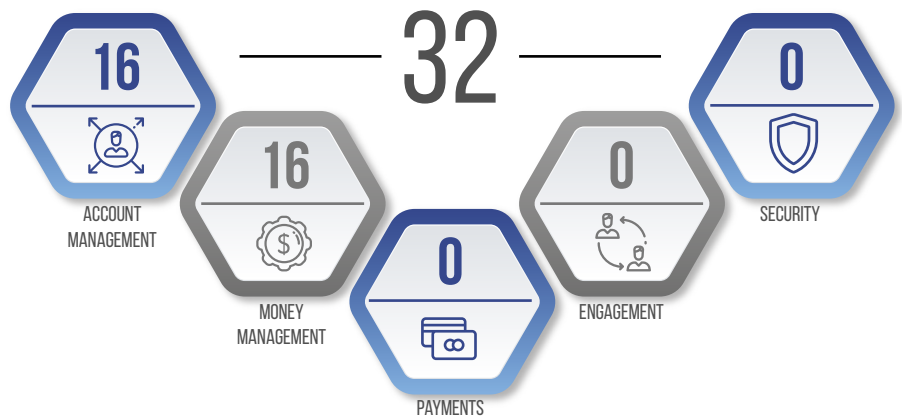 32
16
ACCOUNT
MANAGEMENT
16
$
MONEY
MANAGEMENT
0
PAYMENTS
0
ENGAGEMENT
0
SECURITY